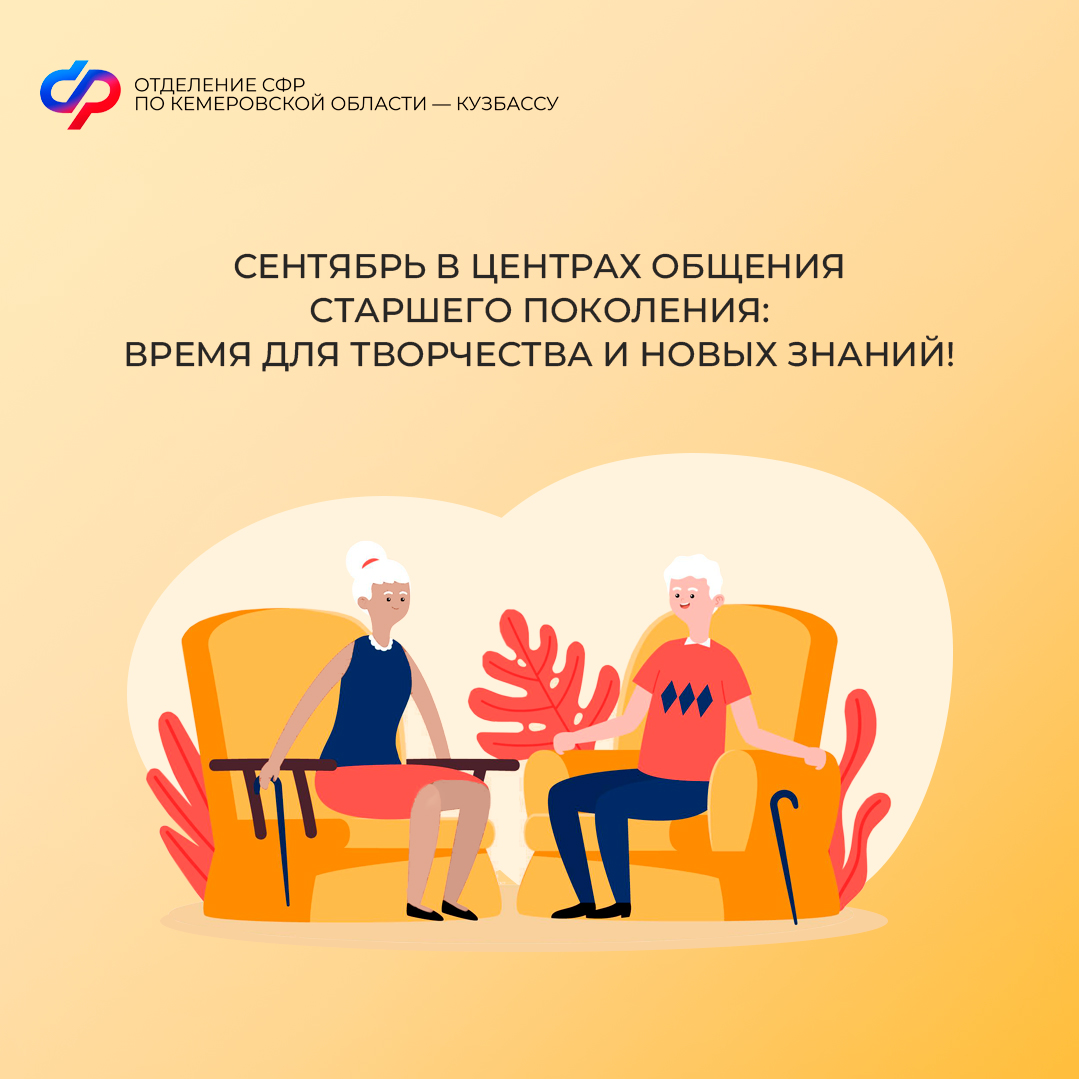 ОТДЕЛЕНИЕ СФР
ПО КЕМЕРОВСКОЙ ОБЛАСТИ — КУЗБАССУ
СЕНТЯБРЬ В ЦЕНТРАХ ОБЩЕНИЯ
СТАРШЕГО ПОКОЛЕНИЯ:
ВРЕМЯ ДЛЯ ТВОРЧЕСТВА И НОВЫХ ЗНАНИЙ!